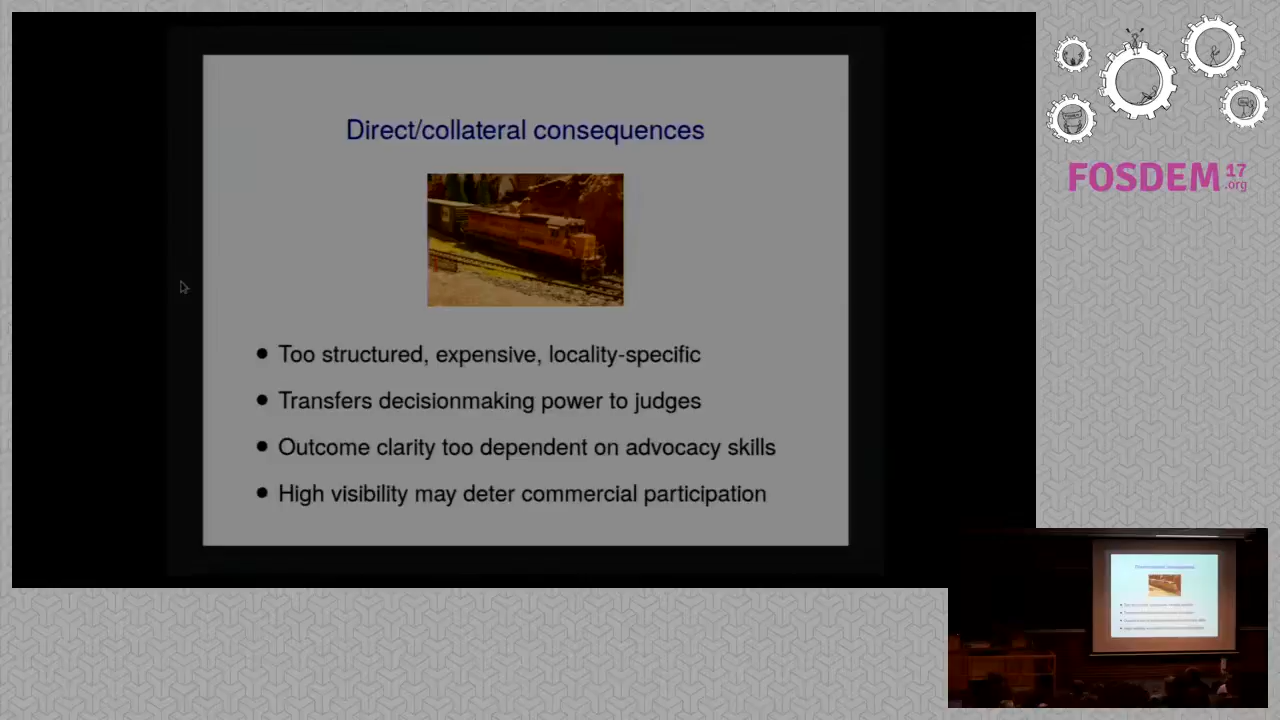 Direct/collateral consequences
Too structured, expensive, locality-specific
Transfers decisionmaking power to judges
Outcome clarity too dependent on advocacy skills
High visibility may deter commercial participation
FOSDEM 17
.org